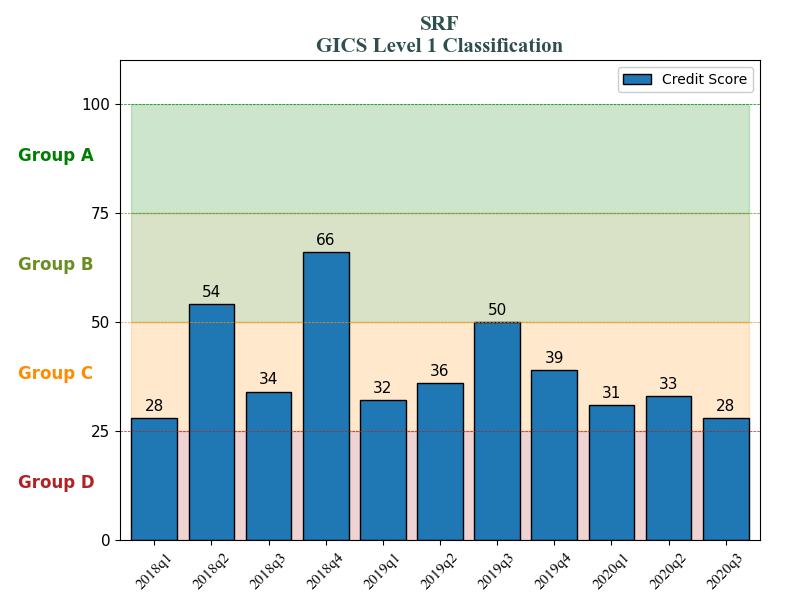 SRF
GICS Level 1 Classification
Credit Score
100
Group A
75
66
Group B
54
50
50
39
Group C
36
34
32
33
31
28
28
25
Group D
0
2018q1 2018q2 2018q3 2018q4 2019q1 2019q2 2019q3 2019q4 2020q1 2020q2 2020q3